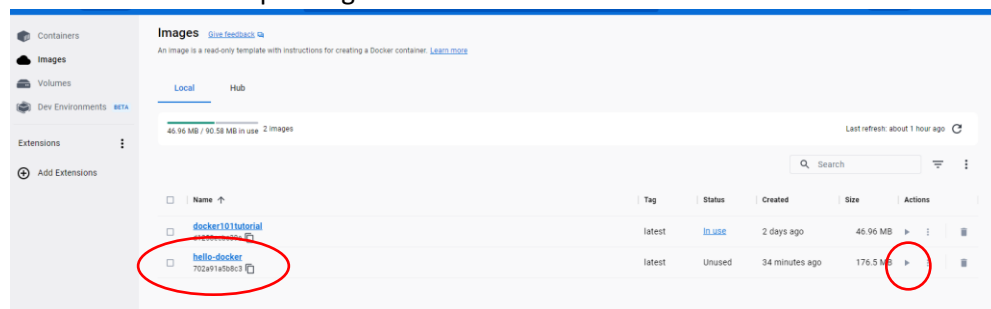 Containers
Images
Volumes
Dev Environments BETA
Extensions
Add Extensions
Images Give feedback
An image is a read-only template with instructions for creating a Docker container. Learn more
Local Hub
46.96 MB / 90.58 MB in use 2 images
Last refresh: about 1 hour ago
Search
Name Tag Status Created Size Actions
docker101tutorial latest In use 2 days ago 46.96 MB
hello-docker latest Unused 34 minutes ago 176.5 MB
702a91a5b8c3